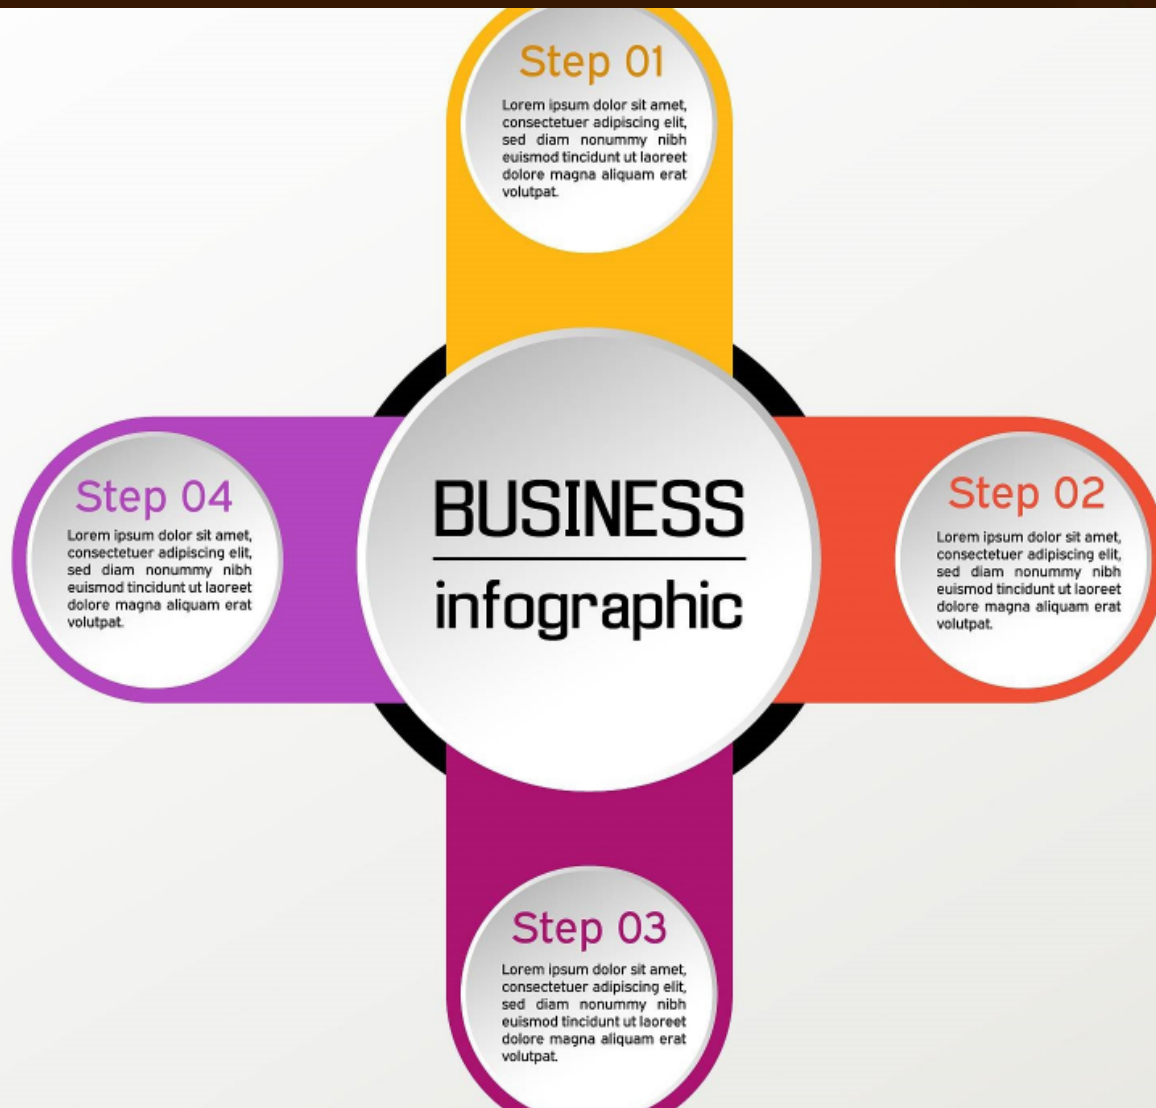 Step 01
Lorem ipsum dolor sit amet,
consectetuer adipiscing elit,
sed diam nonummy nibh
euismod tincidunt ut laoreet
dolore magna aliquam erat
volutpat.
Step 04
Lorem ipsum dolor sit amet,
consectetuer adipiscing elit,
sed diam nonummy nibh
euismod tincidunt ut laoreet
dolore magna aliquam erat
volutpat.
BUSINESS
infographic
Step 02
Lorem ipsum dolor sit amet,
consectetuer adipiscing elit,
sed diam nonummy nibh
euismod tincidunt ut laoreet
dolore magna aliquam erat
volutpat.
Step 03
Lorem ipsum dolor sit amet,
consectetuer adipiscing elit,
sed diam nonummy nibh
euismod tincidunt ut laoreet
dolore magna aliquam erat
volutpat.